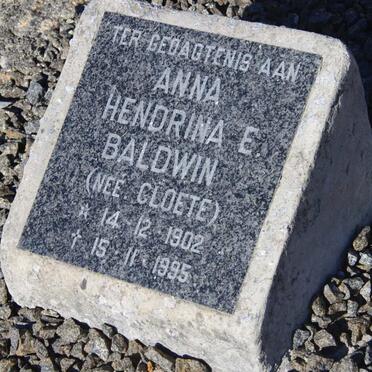 TER GEDAGTENIS AAN
ANNA
HENDRINA E.
BALDWIN
(NEE CLOETE)
* 14. 12. 1902
† 15. 11. 1995